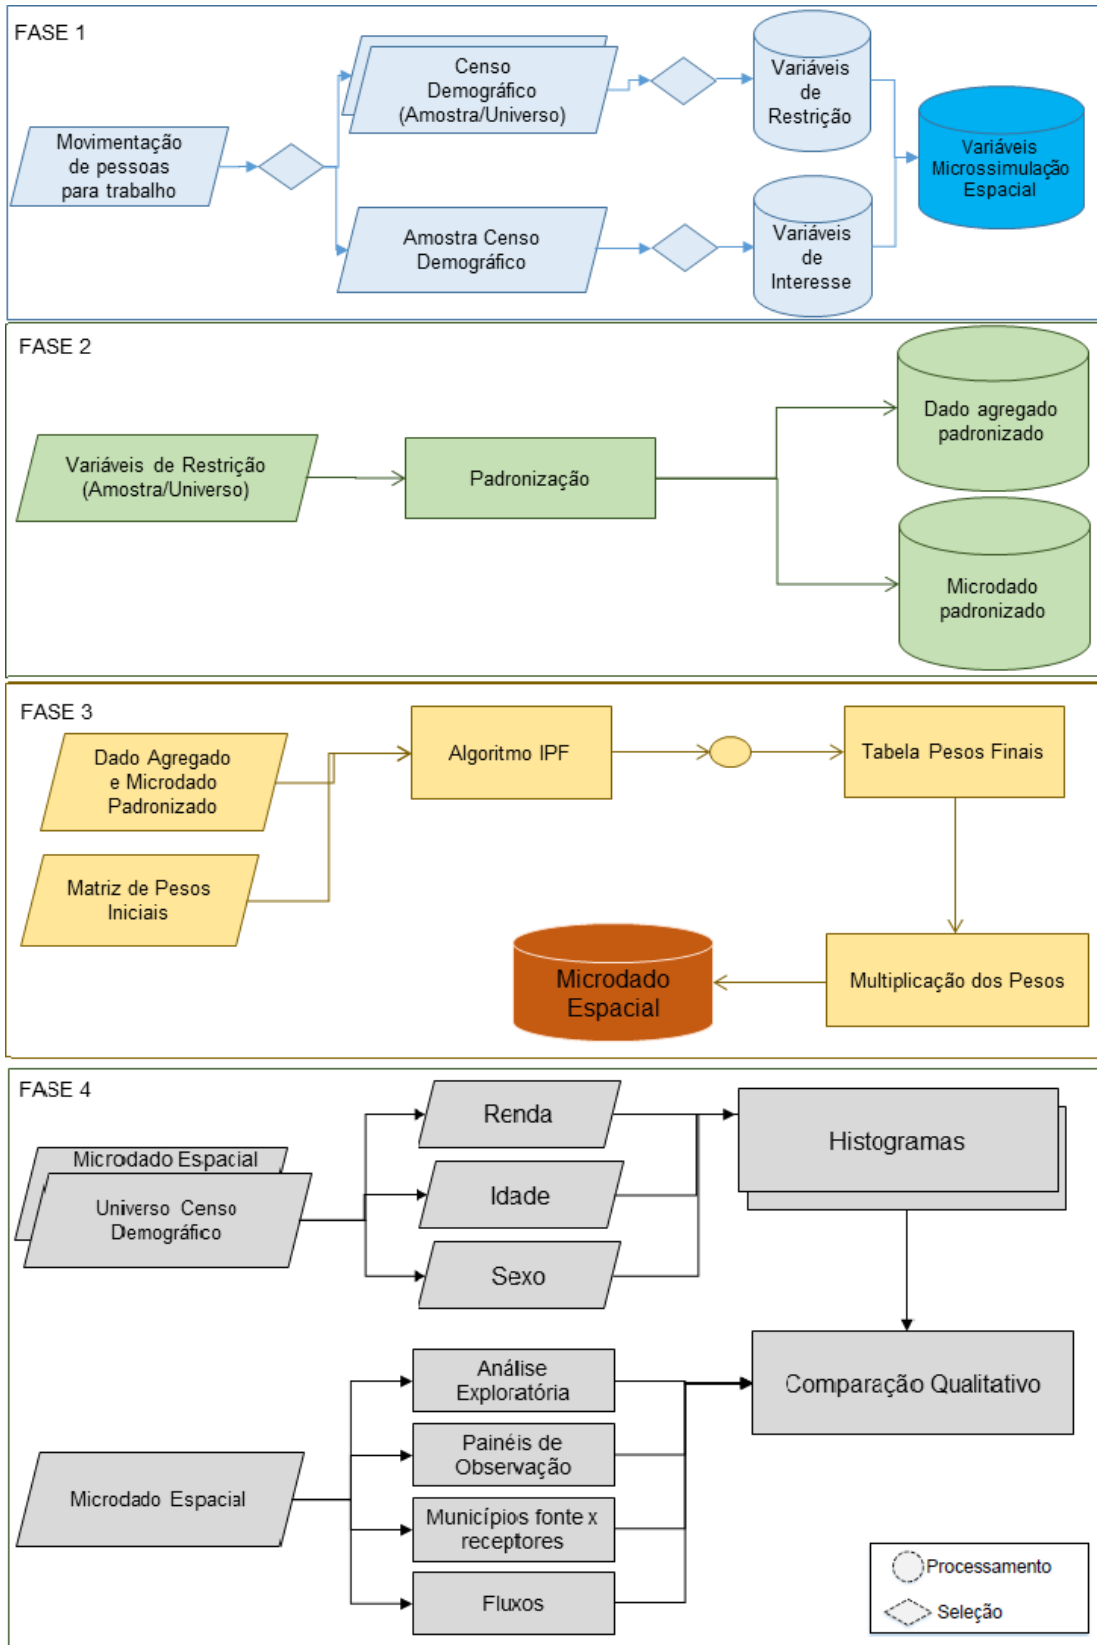 FASE 1
Movimentação
de pessoas
para trabalho
Censo
Demográfico
(Amostra/Universo)
Variáveis
de
Restrição
Variáveis
Microssimulação
Espacial
Amostra Censo
Demográfico
Variáveis
de
Interesse
FASE 2
Variáveis de Restrição
(Amostra/Universo)
Padronização
Dado agregado
padronizado
Microdado
padronizado
FASE 3
Dado Agregado
e Microdado
Padronizado
Algoritmo IPF
Tabela Pesos Finais
Matriz de Pesos
Iniciais
Microdado
Espacial
Multiplicação dos Pesos
FASE 4
Microdado Espacial
Universo Censo
Demográfico
Renda
Idade
Sexo
Histogramas
Análise
Exploratória
Painéis de
Observação
Municípios fonte x
receptores
Fluxos
Comparação Qualitativo
Microdado Espacial
Processamento
Seleção